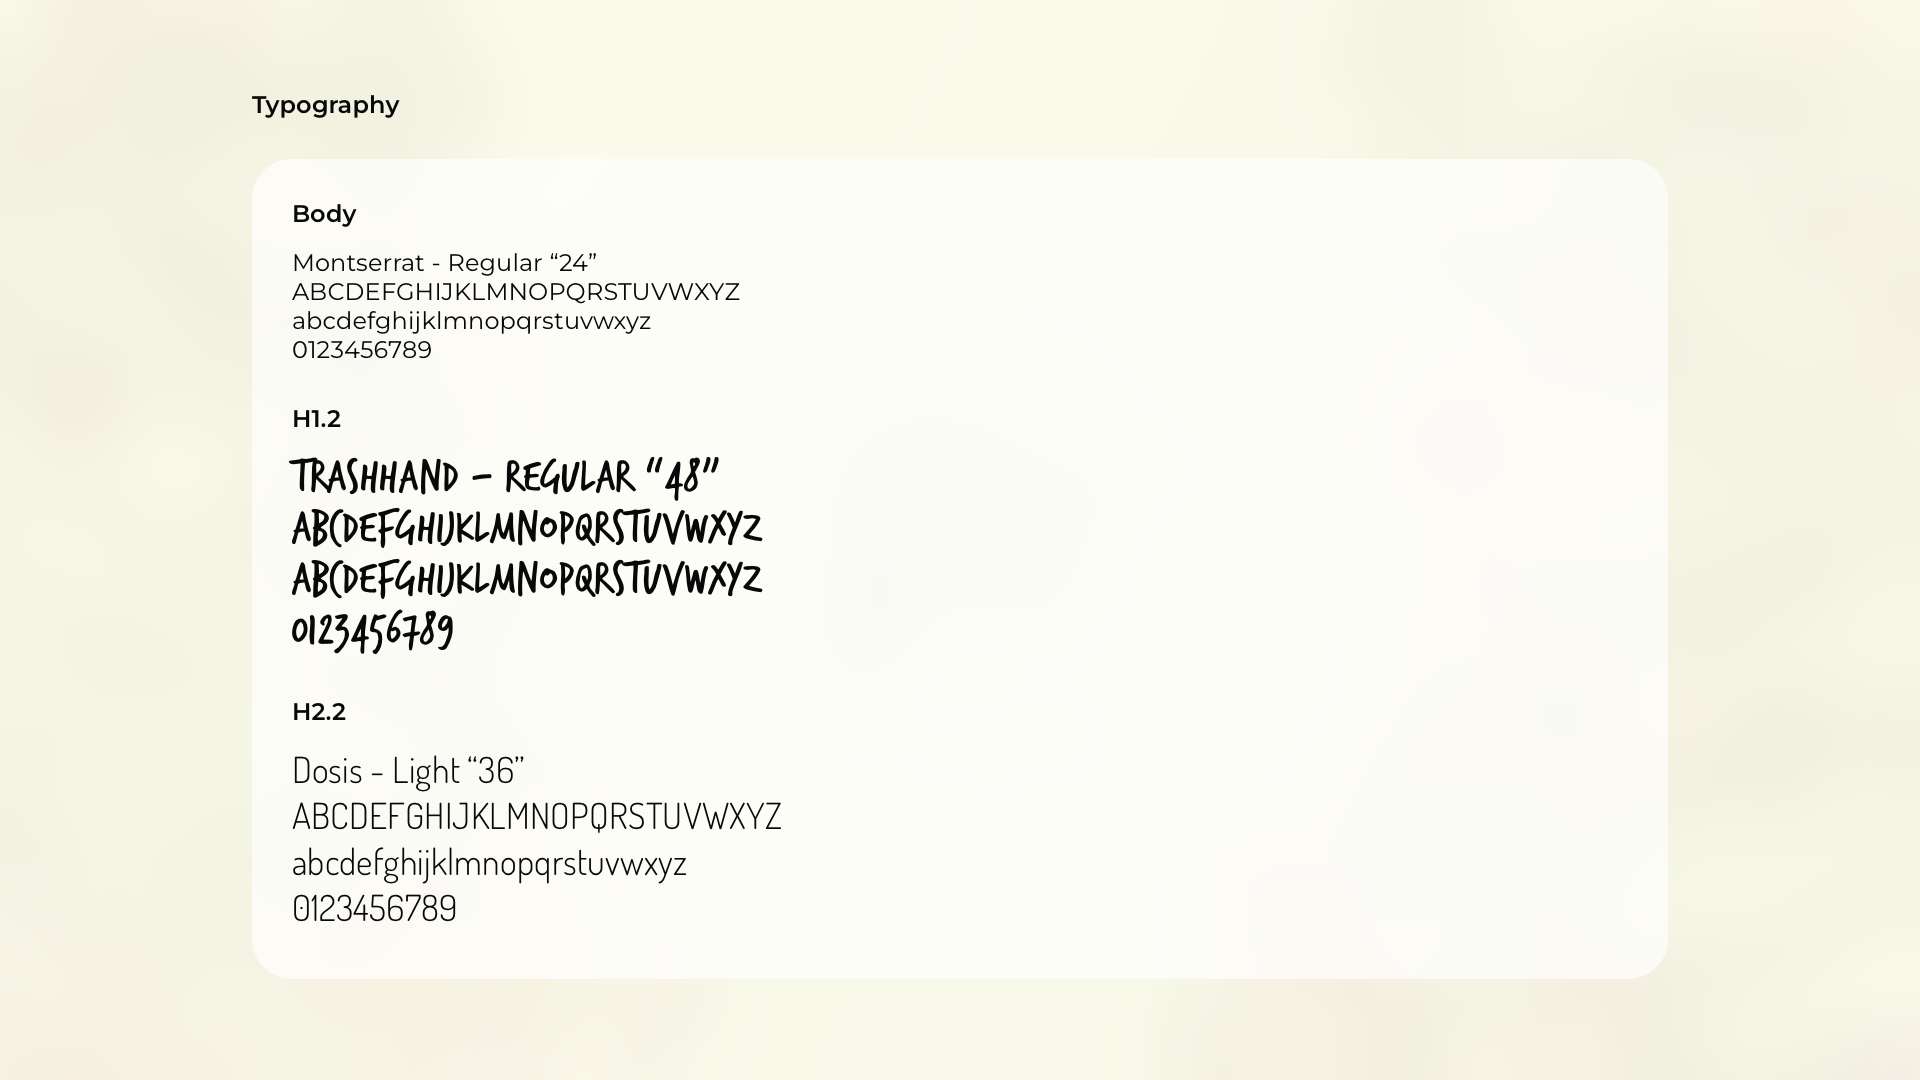 Typography
Body
Montserrat - Regular “24”
ABCDEFGHIJKLMNOPQRSTUVWXYZ
abcdefghijklmnopqrstuvwxyz
0123456789
H1.2
TRASHHAND - REGULAR “48”
ABCDEFGHIJKLMNOPQRSTUVWXYZ
ABCDEFGHIJKLMNOPQRSTUVWXYZ
0123456789
H2.2
Dosis - Light “36”
ABCDEFGHIJKLMNOPQRSTUVWXYZ
abcdefghijklmnopqrstuvwxyz
0123456789